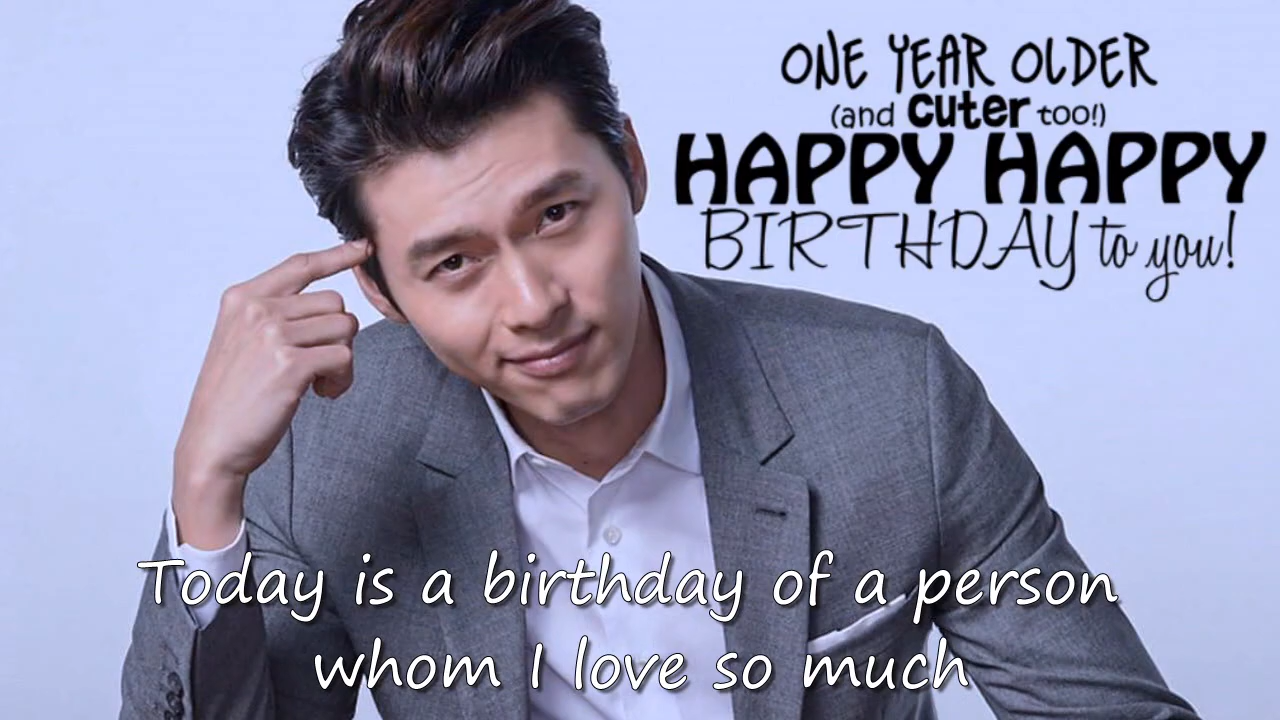 ONE YEAR OLDER
(and cuter too!)
HAPPY HAPPY
BIRTHDAY to you!
Today is a birthday of a person
whom I love so much